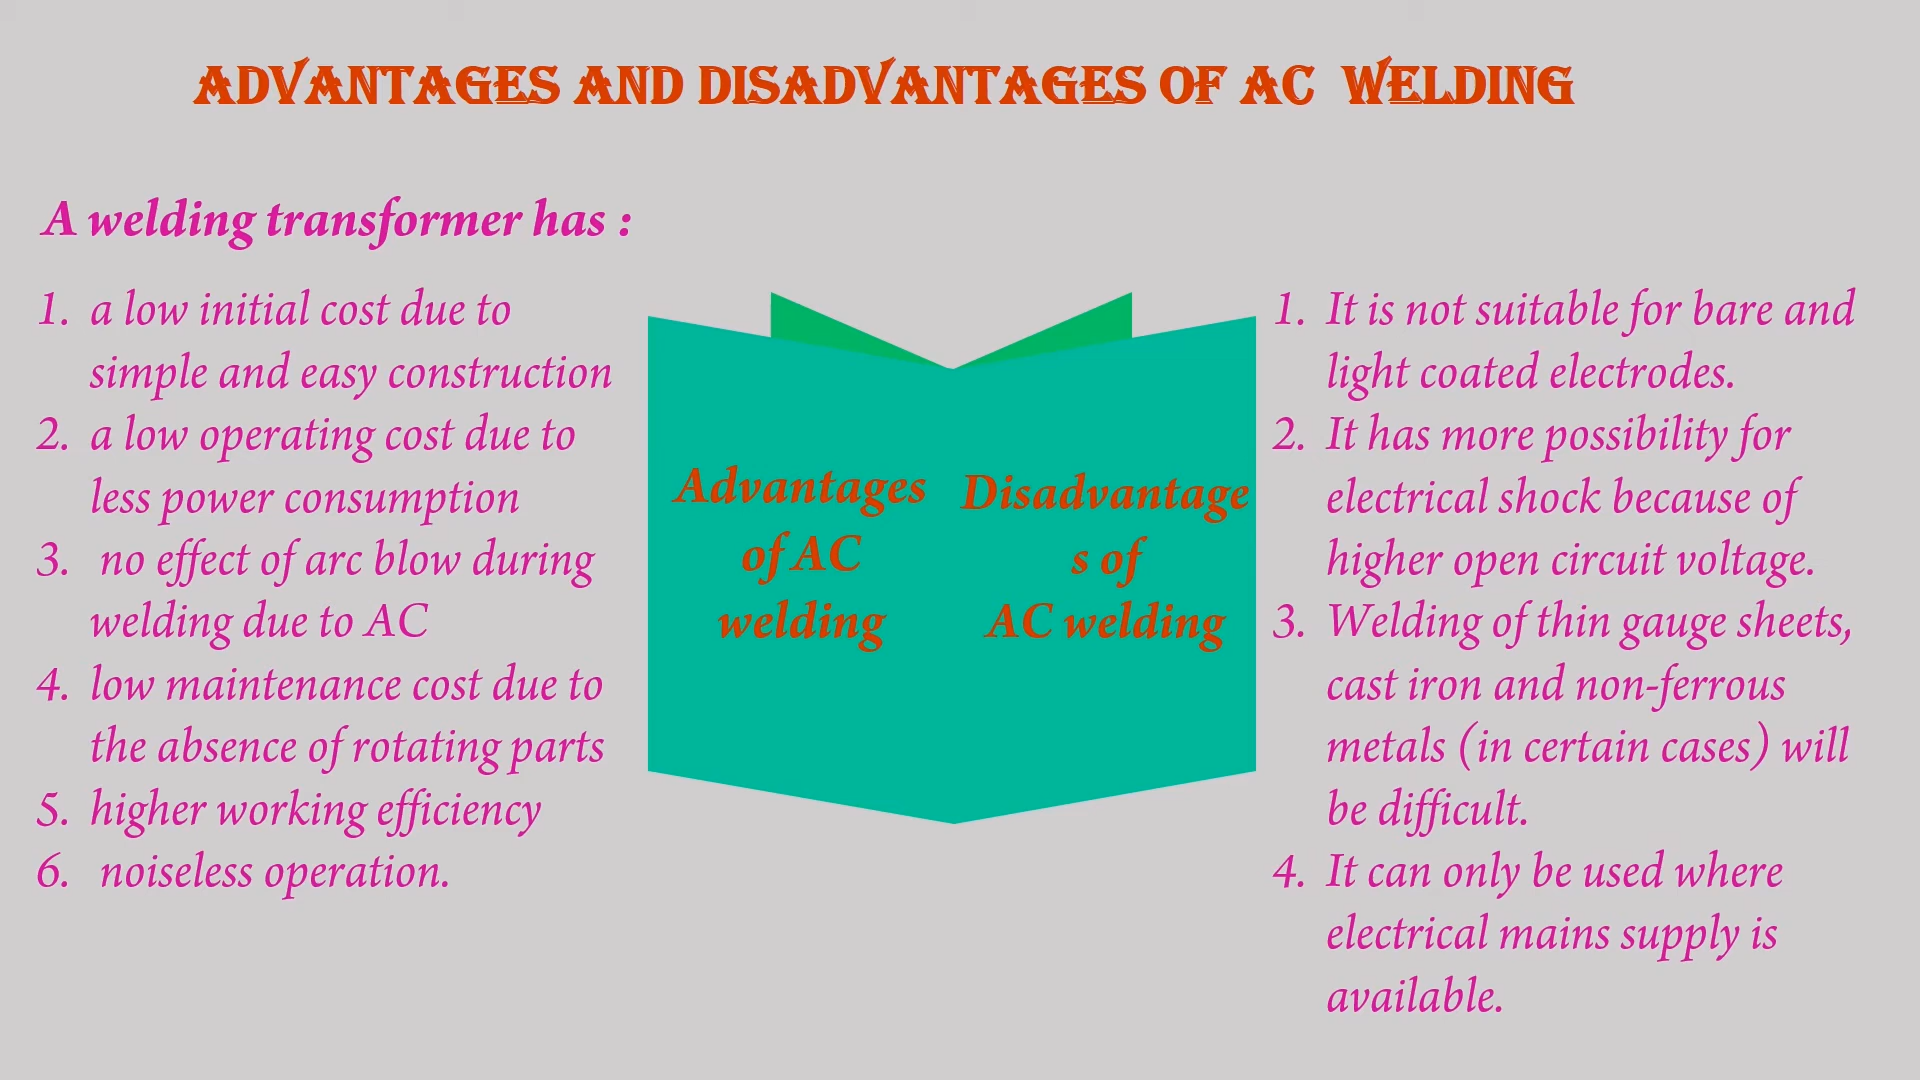 ADVANTAGES AND DISADVANTAGES OF AC WELDING
A welding transformer has :
1. a low initial cost due to
simple and easy construction
2. a low operating cost due to
less power consumption
3. no effect of arc blow during
welding due to AC
4. low maintenance cost due to
the absence of rotating parts
5. higher working efficiency
6. noiseless operation.
Advantages
of AC
welding
Disadvantage
s of
AC welding
1. It is not suitable for bare and
light coated electrodes.
2. It has more possibility for
electrical shock because of
higher open circuit voltage.
3. Welding of thin gauge sheets,
cast iron and non-ferrous
metals (in certain cases) will
be difficult.
4. It can only be used where
electrical mains supply is
available.